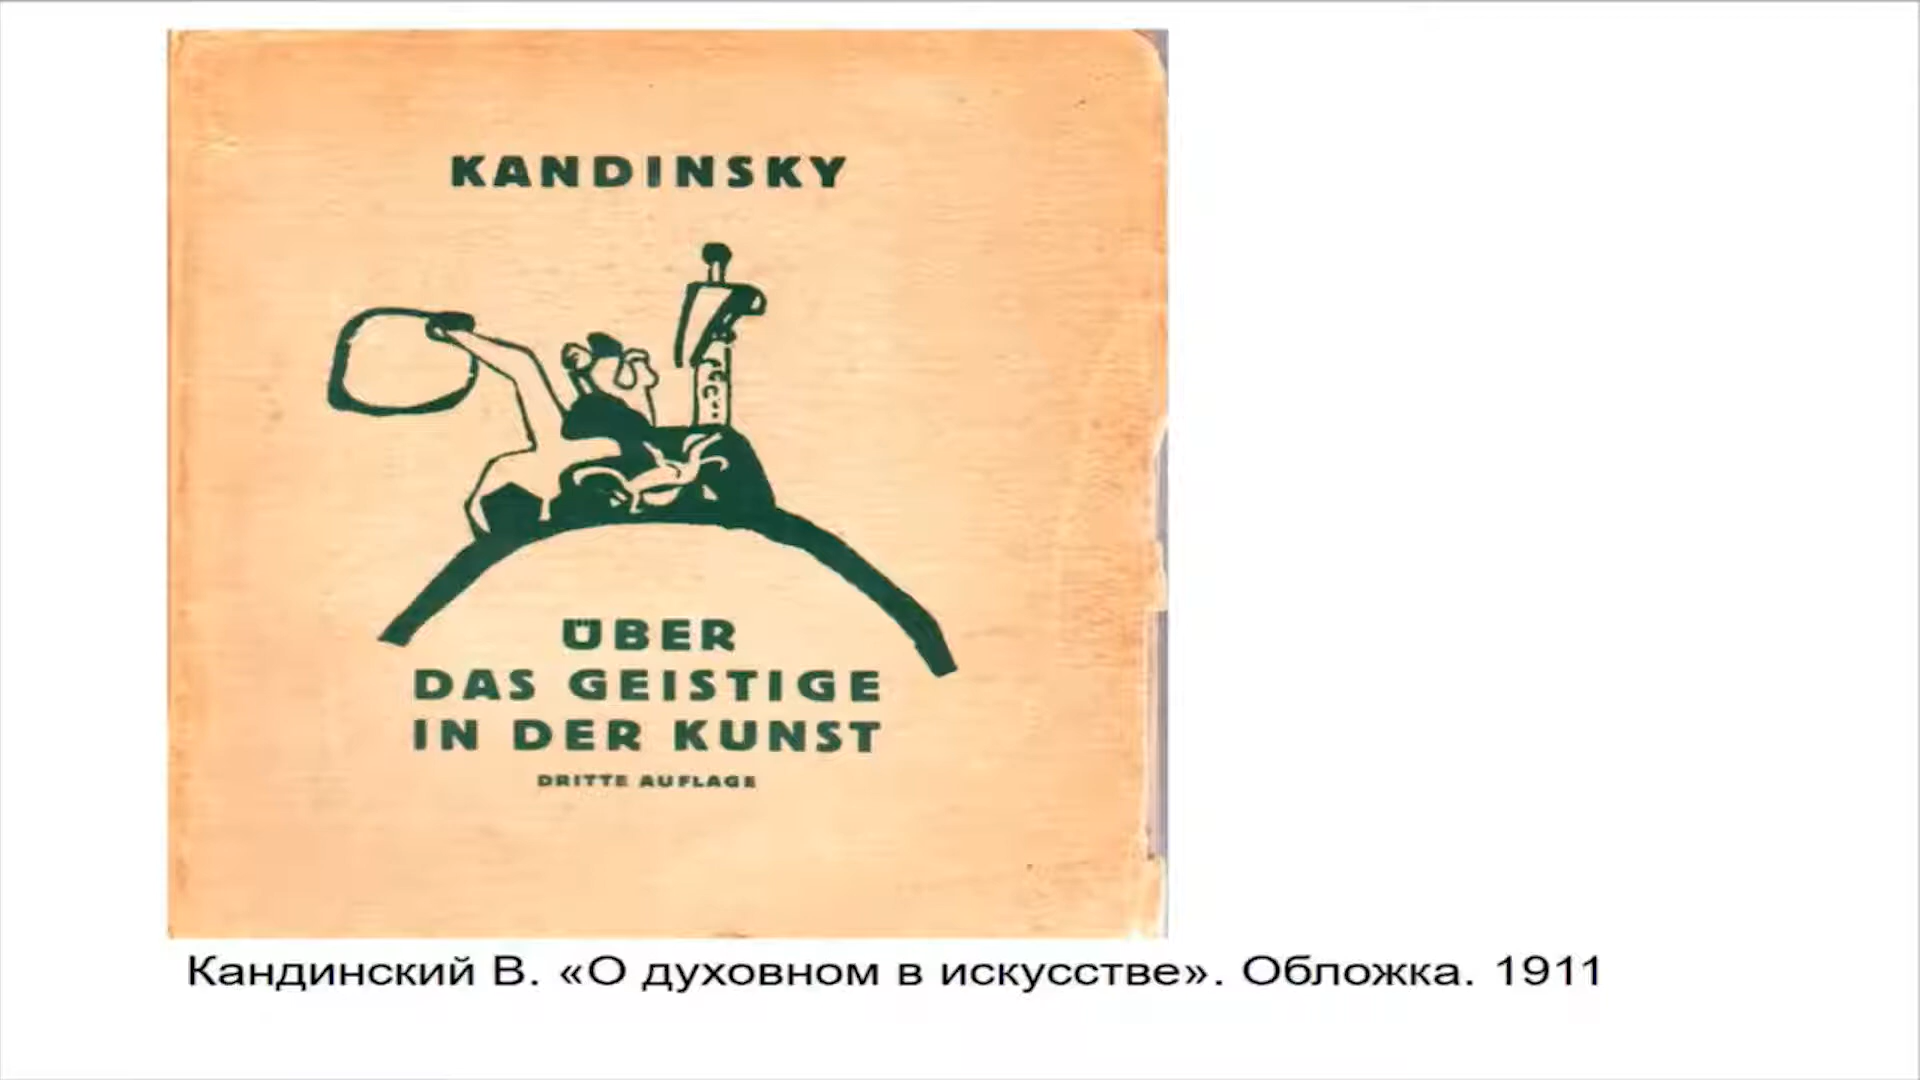 KANDINSKY
ÜBER
DAS GEISTIGE
IN DER KUNST
DRITTE AUFLAGE
Кандинский В. «О духовном в искусстве». Обложка. 1911